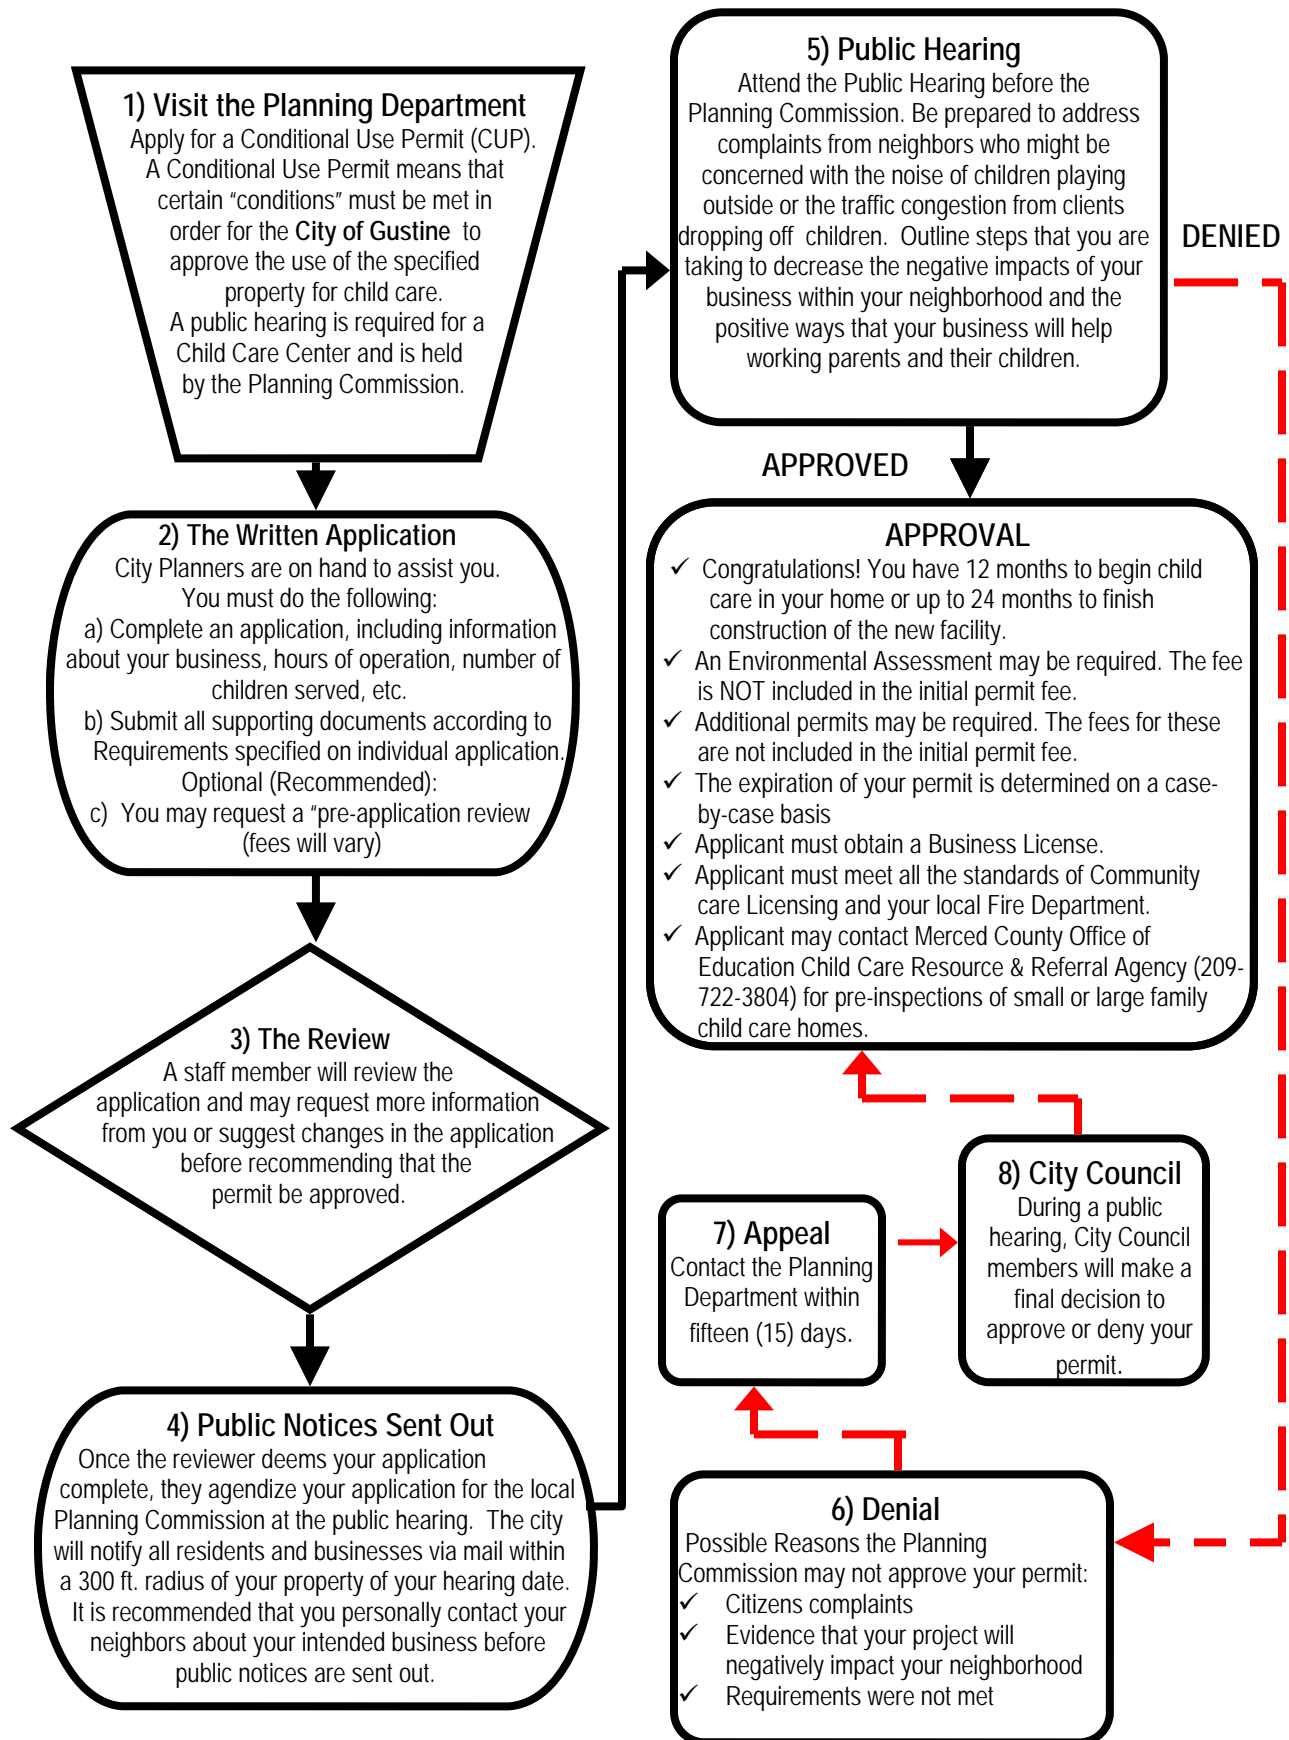 1) Visit the Planning Department
Apply for a Conditional Use Permit (CUP).
A Conditional Use Permit means that
certain "conditions" must be met in
order for the City of Gustine to
approve the use of the specified
property for child care.
A public hearing is required for a
Child Care Center and is held
by the Planning Commission.
2) The Written Application
City Planners are on hand to assist you.
You must do the following:
a) Complete an application, including information
about your business, hours of operation, number of
children served, etc.
b) Submit all supporting documents according to
Requirements specified on individual application.
Optional (Recommended):
c) You may request a "pre-application review
(fees will vary)
3) The Review
A staff member will review the
application and may request more information
from you or suggest changes in the application
before recommending that the
permit be approved.
4) Public Notices Sent Out
Once the reviewer deems your application
complete, they agendize your application for the local
Planning Commission at the public hearing. The city
will notify all residents and businesses via mail within
a 300 ft. radius of your property of your hearing date.
It is recommended that you personally contact your
neighbors about your intended business before
public notices are sent out.
5) Public Hearing
Attend the Public Hearing before the
Planning Commission. Be prepared to address
complaints from neighbors who might be
concerned with the noise of children playing
outside or the traffic congestion from clients
dropping off children. Outline steps that you are
taking to decrease the negative impacts of your
business within your neighborhood and the
positive ways that your business will help
working parents and their children.
DENIED
APPROVED
APPROVAL
✓ Congratulations! You have 12 months to begin child
care in your home or up to 24 months to finish
construction of the new facility.
✓ An Environmental Assessment may be required. The fee
is NOT included in the initial permit fee.
✓ Additional permits may be required. The fees for these
are not included in the initial permit fee.
✓ The expiration of your permit is determined on a case-
by-case basis
✓ Applicant must obtain a Business License.
✓ Applicant must meet all the standards of Community
care Licensing and your local Fire Department.
✓ Applicant may contact Merced County Office of
Education Child Care Resource & Referral Agency (209-
722-3804) for pre-inspections of small or large family
child care homes.
8) City Council
During a public
hearing, City Council
members will make a
final decision to
approve or deny your
permit.
7) Appeal
Contact the Planning
Department within
fifteen (15) days.
6) Denial
Possible Reasons the Planning
Commission may not approve your permit:
✓ Citizens complaints
✓ Evidence that your project will
negatively impact your neighborhood
✓ Requirements were not met